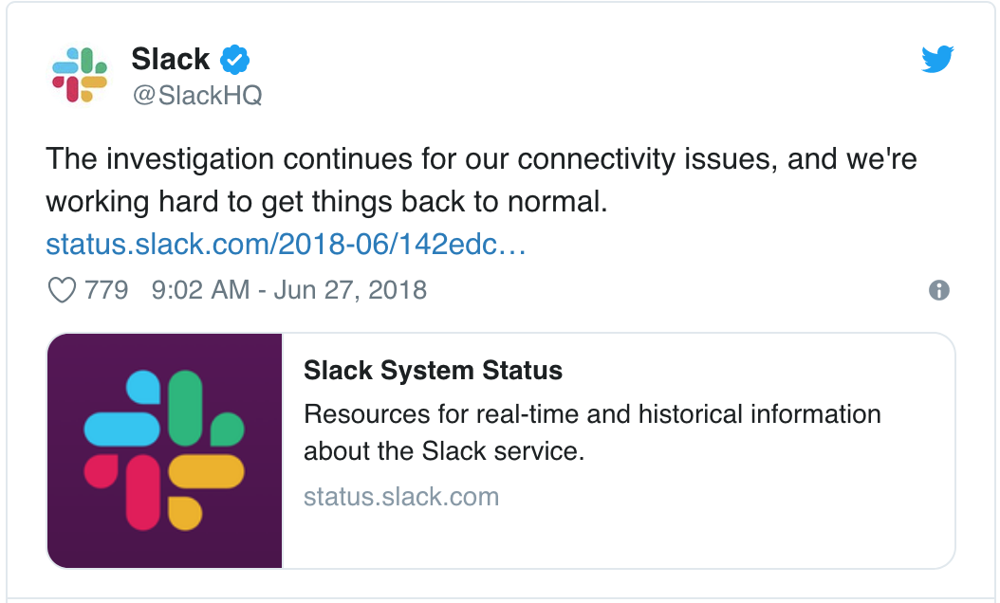 Slack
@SlackHQ
The investigation continues for our connectivity issues, and we're
working hard to get things back to normal.
status.slack.com/2018-06/142edc…
779 9:02 AM - Jun 27, 2018
Slack System Status
Resources for real-time and historical information
about the Slack service.
status.slack.com